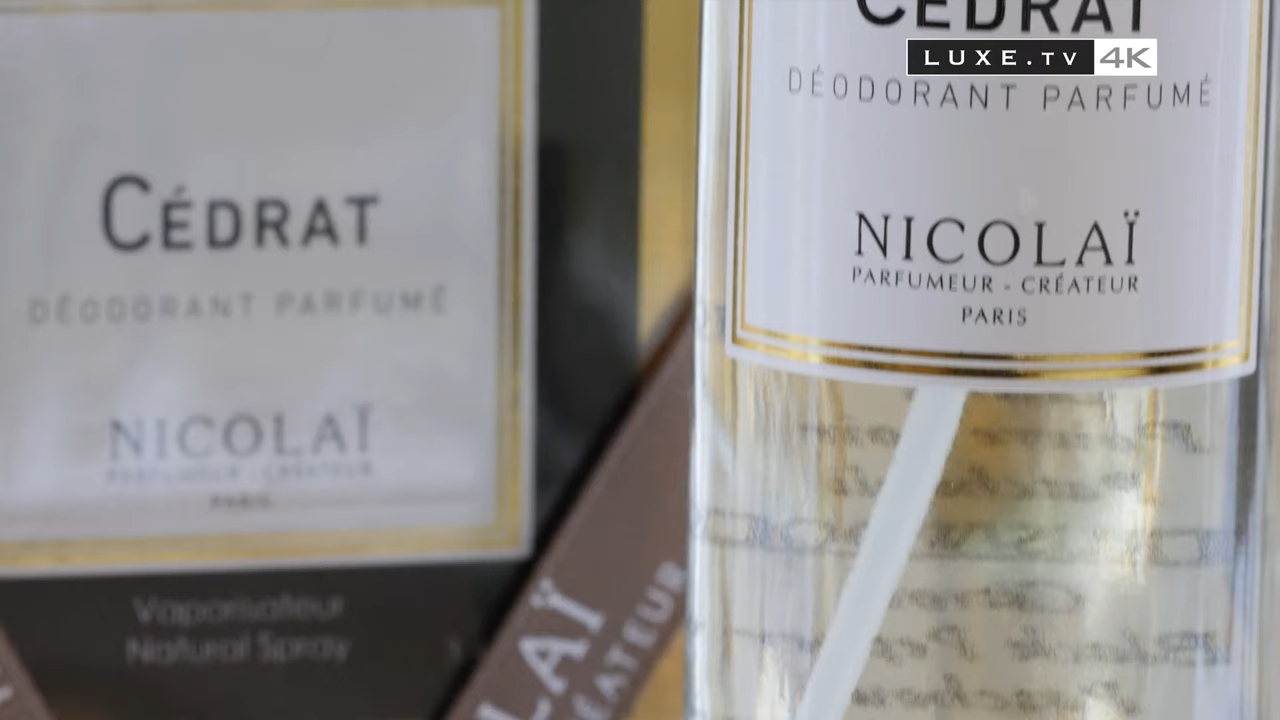 CÉDRAT
DÉODORANT PARFUMÉ
NICOLAÏ
PARFUMEUR - CRÉATEUR
PARIS
Vaporisateur
Natural Spray
LAÏ
ÉATEUR
CÉDRAT
LUXE.TV 4K
DÉODORANT PARFUMÉ
NICOLAÏ
PARFUMEUR - CRÉATEUR
PARIS